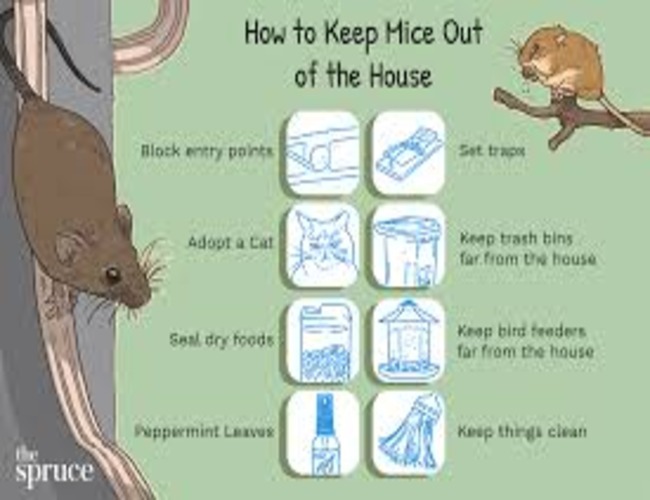 How to Keep Mice Out
of the House
Block entry points
Set traps
Adopt a Cat
Keep trash bins
far from the house
Seal dry foods
Keep bird feeders
far from the house
Peppermint Leaves
Keep things clean
the
spruce